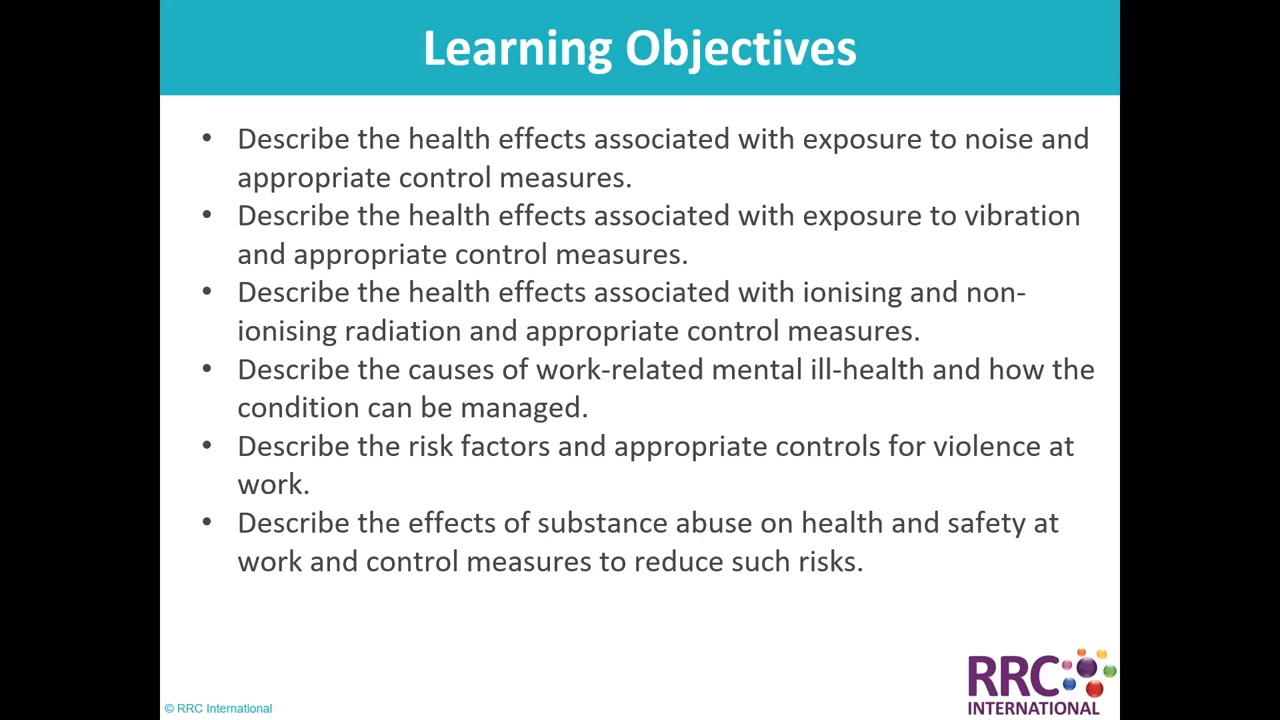 Learning Objectives
• Describe the health effects associated with exposure to noise and
appropriate control measures.
• Describe the health effects associated with exposure to vibration
and appropriate control measures.
• Describe the health effects associated with ionising and non-
ionising radiation and appropriate control measures.
• Describe the causes of work-related mental ill-health and how the
condition can be managed.
• Describe the risk factors and appropriate controls for violence at
work.
• Describe the effects of substance abuse on health and safety at
work and control measures to reduce such risks.
RRC
INTERNATIONAL
© RRC International